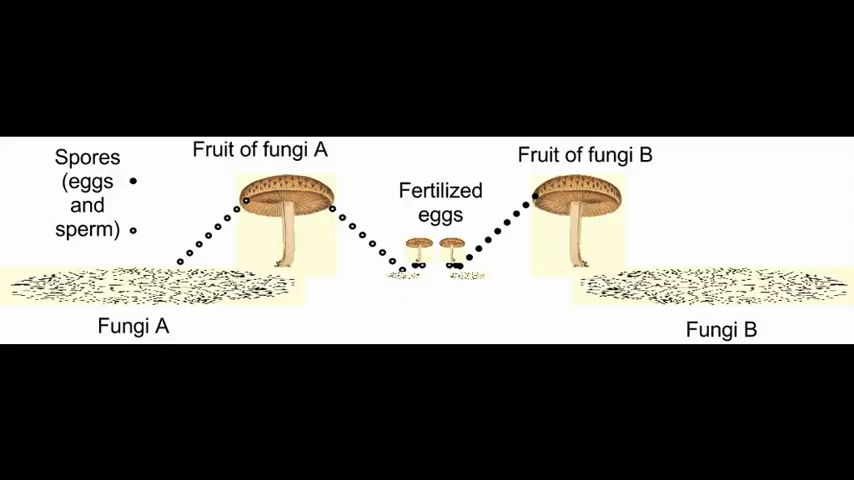 Spores
(eggs
and
sperm)
Fruit of fungi A
Fertilized
eggs
Fruit of fungi B
Fungi A
Fungi B